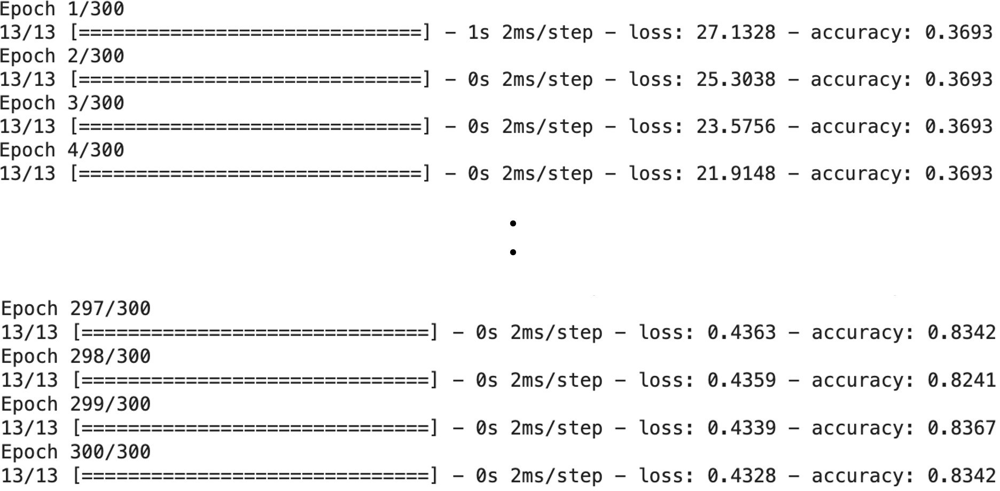 Epoch 1/300
13/13 [==============================] - 1s 2ms/step - loss: 27.1328 - accuracy: 0.3693
Epoch 2/300
13/13 [==============================] - 0s 2ms/step - loss: 25.3038 - accuracy: 0.3693
Epoch 3/300
13/13 [==============================] - 0s 2ms/step - loss: 23.5756 - accuracy: 0.3693
Epoch 4/300
13/13 [==============================] - 0s 2ms/step - loss: 21.9148 - accuracy: 0.3693
•
•
Epoch 297/300
13/13 [==============================] - 0s 2ms/step - loss: 0.4363 - accuracy: 0.8342
Epoch 298/300
13/13 [==============================] - 0s 2ms/step - loss: 0.4359 - accuracy: 0.8241
Epoch 299/300
13/13 [==============================] - 0s 2ms/step - loss: 0.4339 - accuracy: 0.8367
Epoch 300/300
13/13 [==============================] - 0s 2ms/step - loss: 0.4328 - accuracy: 0.8342